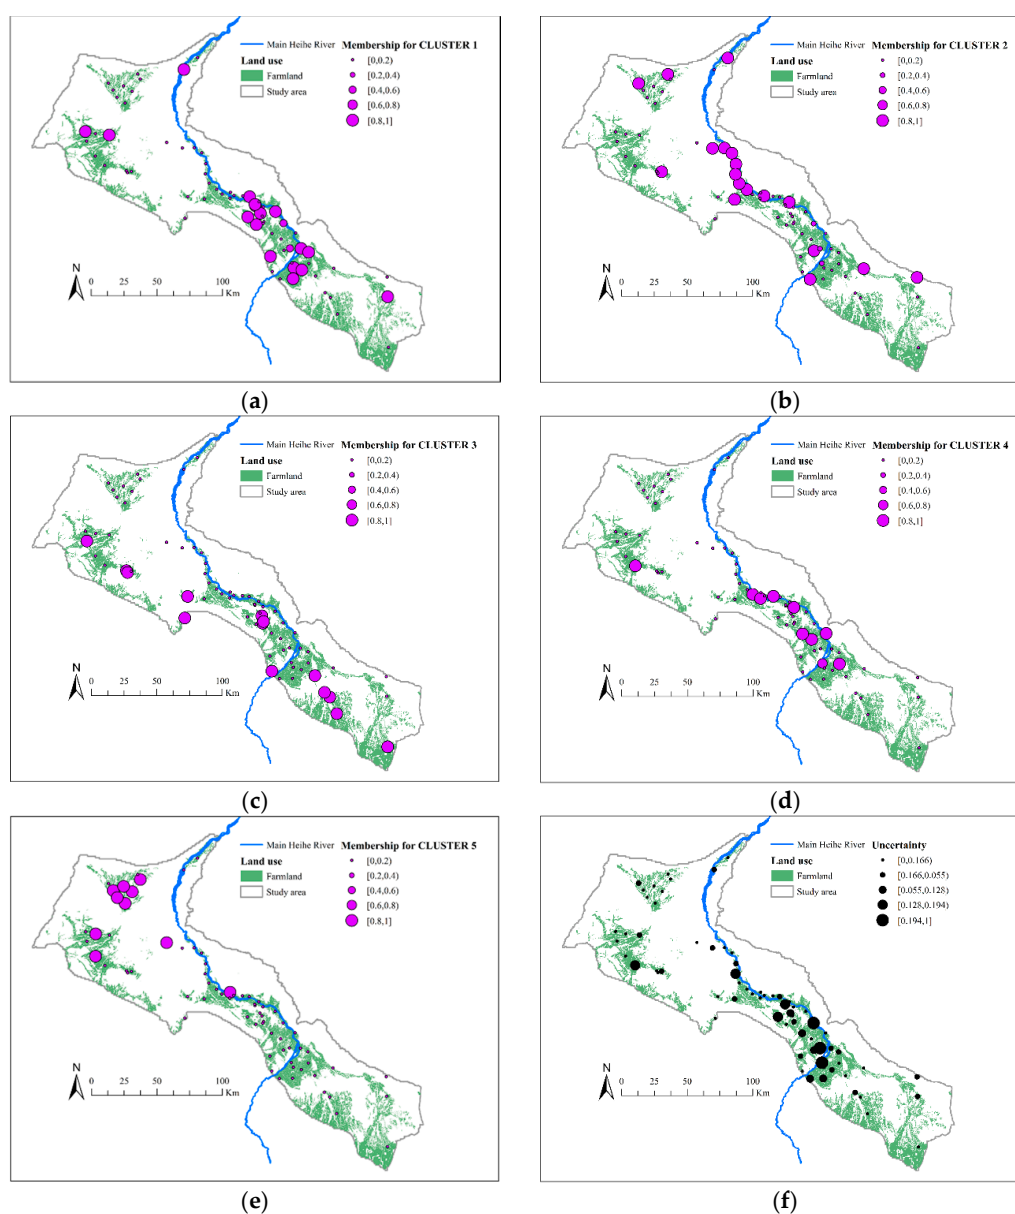 Main Heihe River Membership for CLUSTER 1
Land use [0,0.2)
Farmland [0.2,0.4)
Study area [0.4,0.6)
[0.6,0.8)
[0.8,1]
N
0 50 100
Km
(a)
Main Heihe River Membership for CLUSTER 2
Land use [0,0.2)
Farmland [0.2,0.4)
Study area [0.4,0.6)
[0.6,0.8)
[0.8,1]
N
0 50 100
Km
(b)
Main Heihe River Membership for CLUSTER 3
Land use [0,0.2)
Farmland [0.2,0.4)
Study area [0.4,0.6)
[0.6,0.8)
[0.8,1]
N
0 50 100
Km
(c)
Main Heihe River Membership for CLUSTER 4
Land use [0,0.2)
Farmland [0.2,0.4)
Study area [0.4,0.6)
[0.6,0.8)
[0.8,1]
N
0 50 100
Km
(d)
Main Heihe River Membership for CLUSTER 5
Land use [0,0.2)
Farmland [0.2,0.4)
Study area [0.4,0.6)
[0.6,0.8)
[0.8,1]
N
0 50 100
Km
(e)
Main Heihe River Uncertainty
Land use [0,0.166)
Farmland [0.166,0.055)
Study area [0.055,0.128)
[0.128,0.194)
[0.194,1]
N
0 50 100
Km
(f)